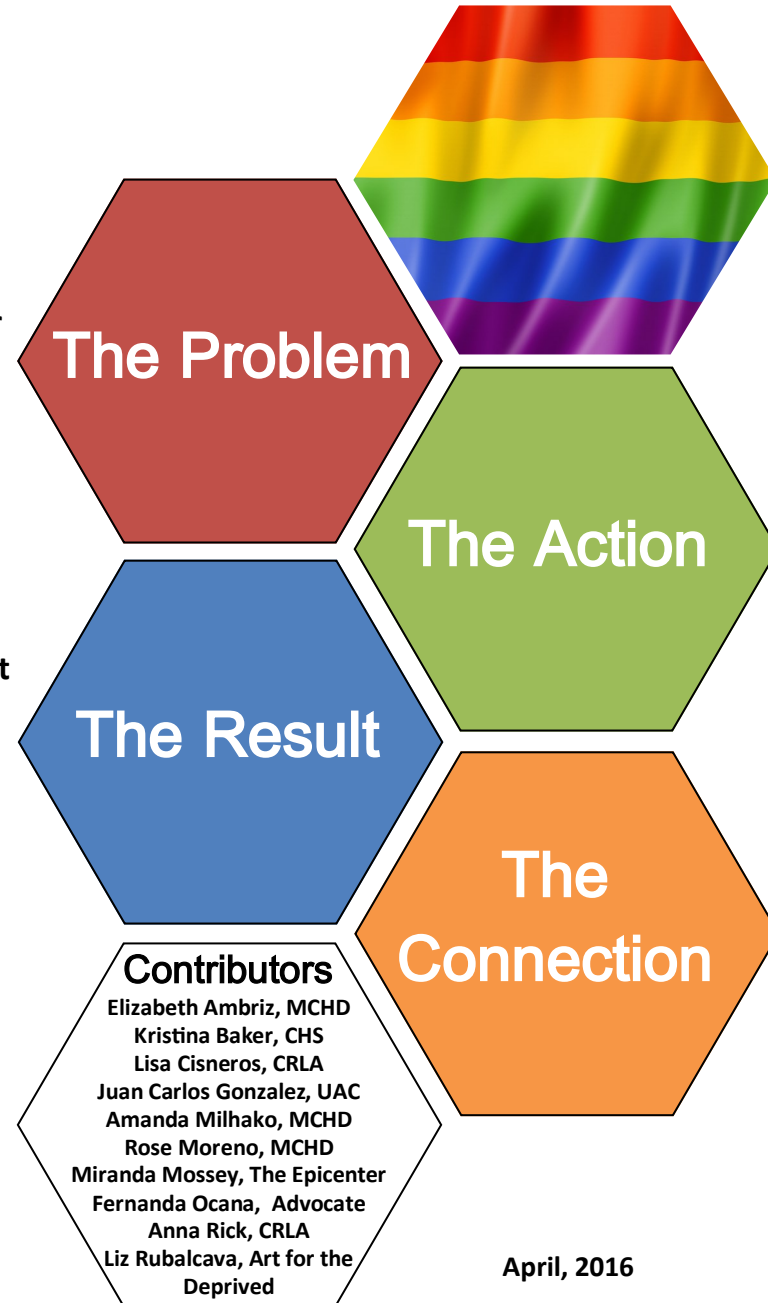 The Problem
The Action
t
The Result
The
Connection
Contributors
Elizabeth Ambriz, MCHD
Kristina Baker, CHS
Lisa Cisneros, CRLA
Juan Carlos Gonzalez, UAC
Amanda Milhako, MCHD
Rose Moreno, MCHD
Miranda Mossey, The Epicenter
Fernanda Ocana, Advocate
Anna Rick, CRLA
Liz Rubalcava, Art for the
Deprived
April, 2016